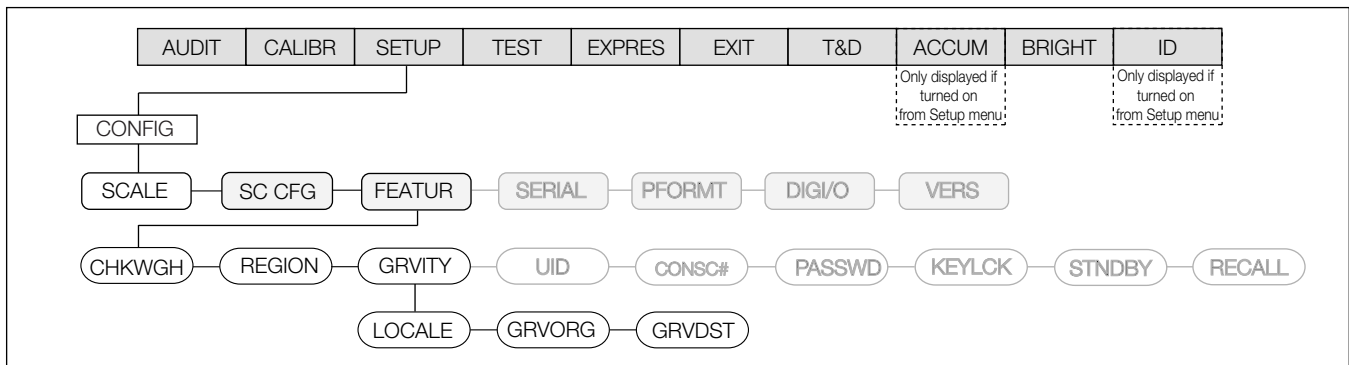 AUDIT CALIBR SETUP TEST EXPRES EXIT T&D ACCUM BRIGHT ID
Only displayed if
turned on
from Setup menu
Only displayed if
turned on
from Setup menu
CONFIG
SCALE SC CFG FEATUR SERIAL PFORMT DIGI/O VERS
CHKWGH REGION GRVITY UID CONSC# PASSWD KEYLCK STNDBY RECALL
LOCALE GRVORG GRVDST